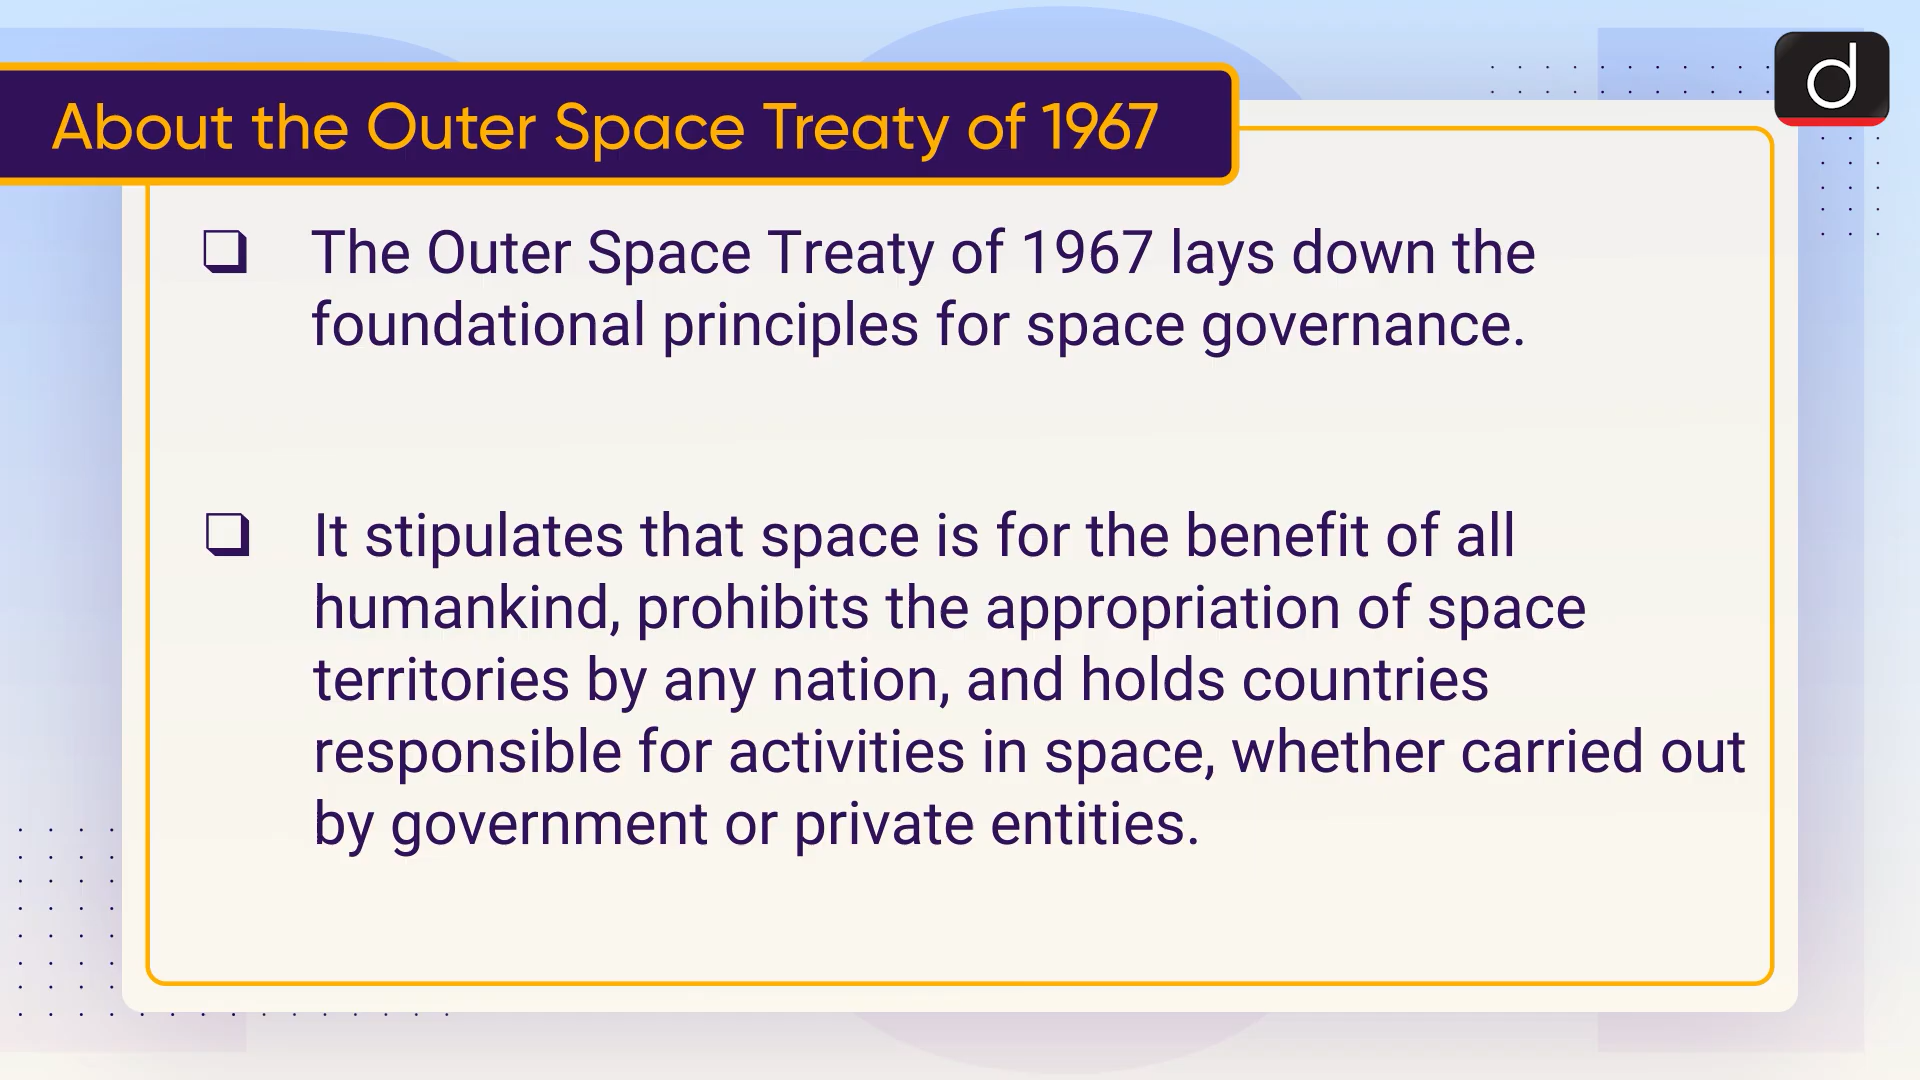 About the Outer Space Treaty of 1967
d
❑ The Outer Space Treaty of 1967 lays down the
foundational principles for space governance.
❑ It stipulates that space is for the benefit of all
humankind, prohibits the appropriation of space
territories by any nation, and holds countries
responsible for activities in space, whether carried out
by government or private entities.